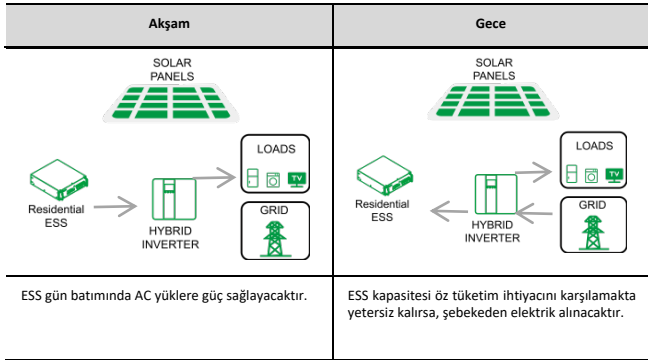 Akşam
Gece
SOLAR
PANELS
LOADS
TV
Residential
ESS
HYBRID
INVERTER
GRID
SOLAR
PANELS
LOADS
TV
Residential
ESS
HYBRID
INVERTER
GRID
ESS gün batımında AC yüklere güç sağlayacaktır.
ESS kapasitesi öz tüketim ihtiyacını karşılamakta
yetersiz kalırsa, şebekeden elektrik alınacaktır.